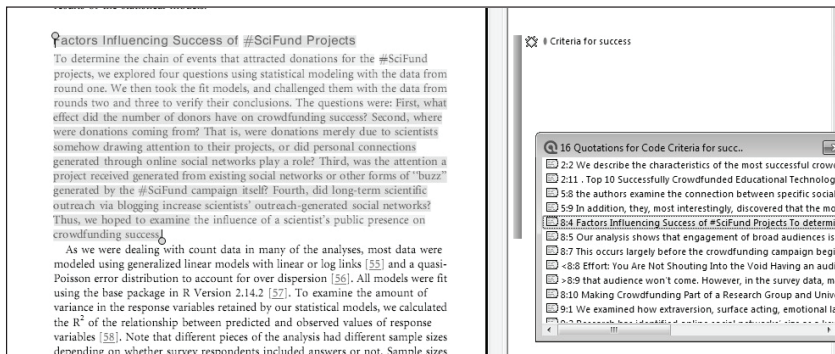 Factors Influencing Success of #SciFund Projects
To determine the chain of events that attracted donations for the #SciFund
projects, we explored four questions using statistical modeling with the data from
round one. We then took the fit models, and challenged them with the data from
rounds two and three to verify their conclusions. The questions were: First, what
effect did the number of donors have on crowdfunding success? Second, where
were donations coming from? That is, were donations merely due to scientists
somehow drawing attention to their projects, or did personal connections
generated through online social networks play a role? Third, was the attention a
project received generated from existing social networks or other forms of "buzz"
generated by the #SciFund campaign itself? Fourth, did long-term scientific
outreach via blogging increase scientists' outreach-generated social networks?
Thus, we hoped to examine the influence of a scientist's public presence on
crowdfunding success.
As we were dealing with count data in many of the analyses, most data were
modeled using generalized linear models with linear or log links [55] and a quasi-
Poisson error distribution to account for over dispersion [56]. All models were fit
using the base package in R Version 2.14.2 [57]. To examine the amount of
variance in the response variables retained by our statistical models, we calculated
the R² of the relationship between predicted and observed values of response
variables [58]. Note that different pieces of the analysis had different sample sizes
depending on whether survey respondents included answers or not. Sample sizes
Criteria for success
16 Quotations for Code Criteria for succ..
2:2 We describe the characteristics of the most successful crow
2:11 . Top 10 Successfully Crowdfunded Educational Technolog
5:8 the authors examine the connection between specific social
5:9 In addition, they, most interestingly, discovered that the mo
8:4 Factors Influencing Success of #SciFund Projects To determi
8:5 Our analysis shows that engagement of broad audiences is
8:7 This occurs largely before the crowdfunding campaign begi
<8:8 Effort: You Are Not Shouting Into the Void Having an audi
>8:9 that audience won't come. However, in the survey data, m
8:10 Making Crowdfunding Part of a Research Group and Univ
9:1 We examined how extraversion, surface acting, emotional la